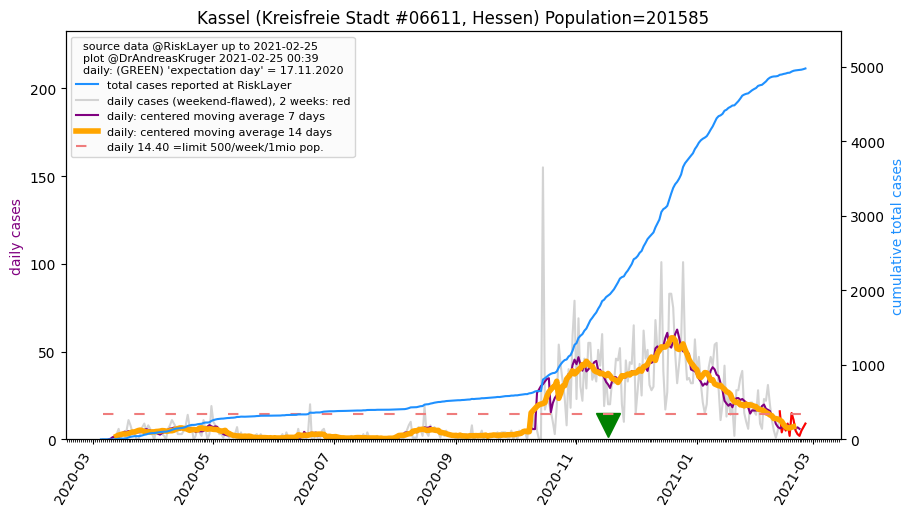 Kassel (Kreisfreie Stadt #06611, Hessen) Population=201585
source data @RiskLayer up to 2021-02-25
plot @DrAndreasKruger 2021-02-25 00:39
daily: (GREEN) 'expectation day' = 17.11.2020
total cases reported at RiskLayer
daily cases (weekend-flawed), 2 weeks: red
daily: centered moving average 7 days
daily: centered moving average 14 days
daily 14.40 =limit 500/week/1mio pop.
daily cases
200
150
100
50
0
cumulative total cases
5000
4000
3000
2000
1000
0
2020-03
2020-05
2020-07
2020-09
2020-11
2021-01
2021-03